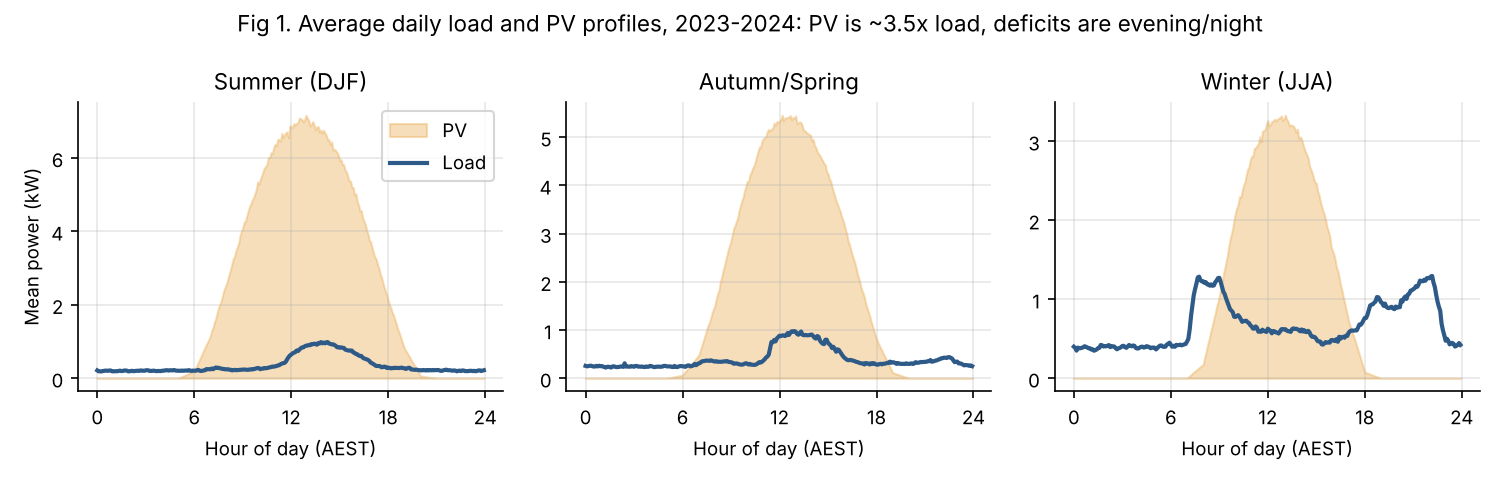 Fig 1. Average daily load and PV profiles, 2023-2024: PV is ~3.5x load, deficits are evening/night
Summer (DJF)
Autumn/Spring
Winter (JJA)
PV
Load
Mean power (kW)
6
4
2
0
0 6 12 18 24
Hour of day (AEST)
5
4
3
2
1
0
0 6 12 18 24
Hour of day (AEST)
3
2
1
0
0 6 12 18 24
Hour of day (AEST)